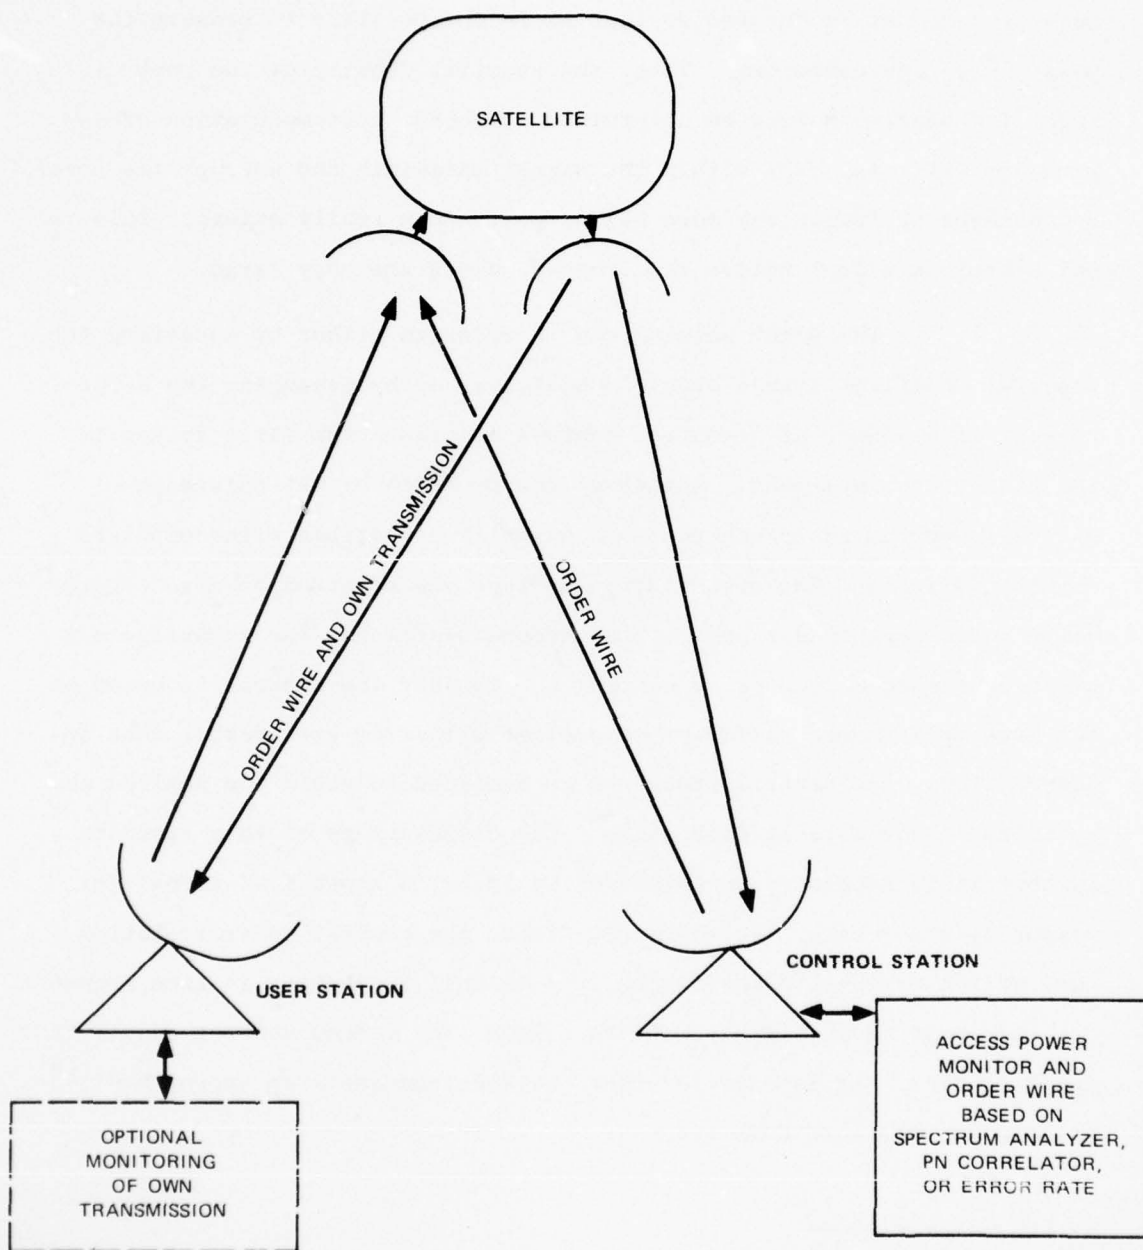 SATELLITE
ORDER WIRE AND OWN TRANSMISSION
ORDER WIRE
USER STATION
CONTROL STATION
OPTIONAL
MONITORING
OF OWN
TRANSMISSION
ACCESS POWER
MONITOR AND
ORDER WIRE
BASED ON
SPECTRUM ANALYZER,
PN CORRELATOR,
OR ERROR RATE